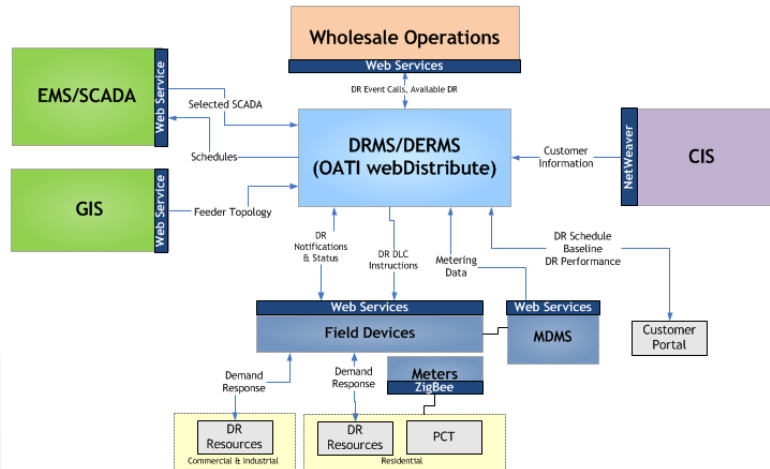 Wholesale Operations
Web Services
DR Event Calls, Available DR
EMS/SCADA
Web Service
Selected SCADA
Schedules
DRMS/DERMS
(OATI webDistribute)
Customer
Information
NetWeaver
CIS
GIS
Web Service
Feeder Topology
DR
Notifications
& Status
DR DLC
Instructions
Metering
Data
DR Schedule
Baseline
DR Performance
Web Services
Field Devices
Web Services
MDMS
Customer
Portal
Meters
ZigBee
Demand
Response
Demand
Response
DR
Resources
Commercial & Industrial
DR
Resources
PCT
Residential